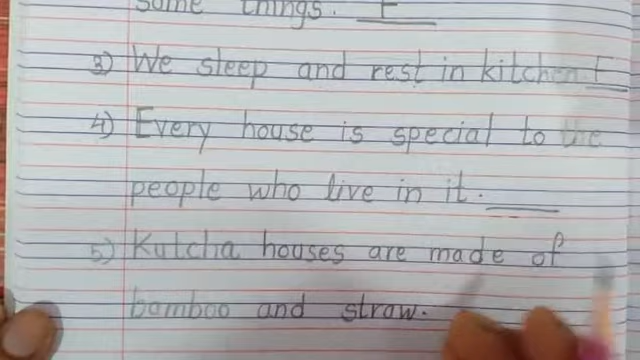 some things. F
3) We sleep and rest in kitchen F
4) Every house is special to the
people who live in it.
5) Kutcha houses are made of
bamboo and straw.